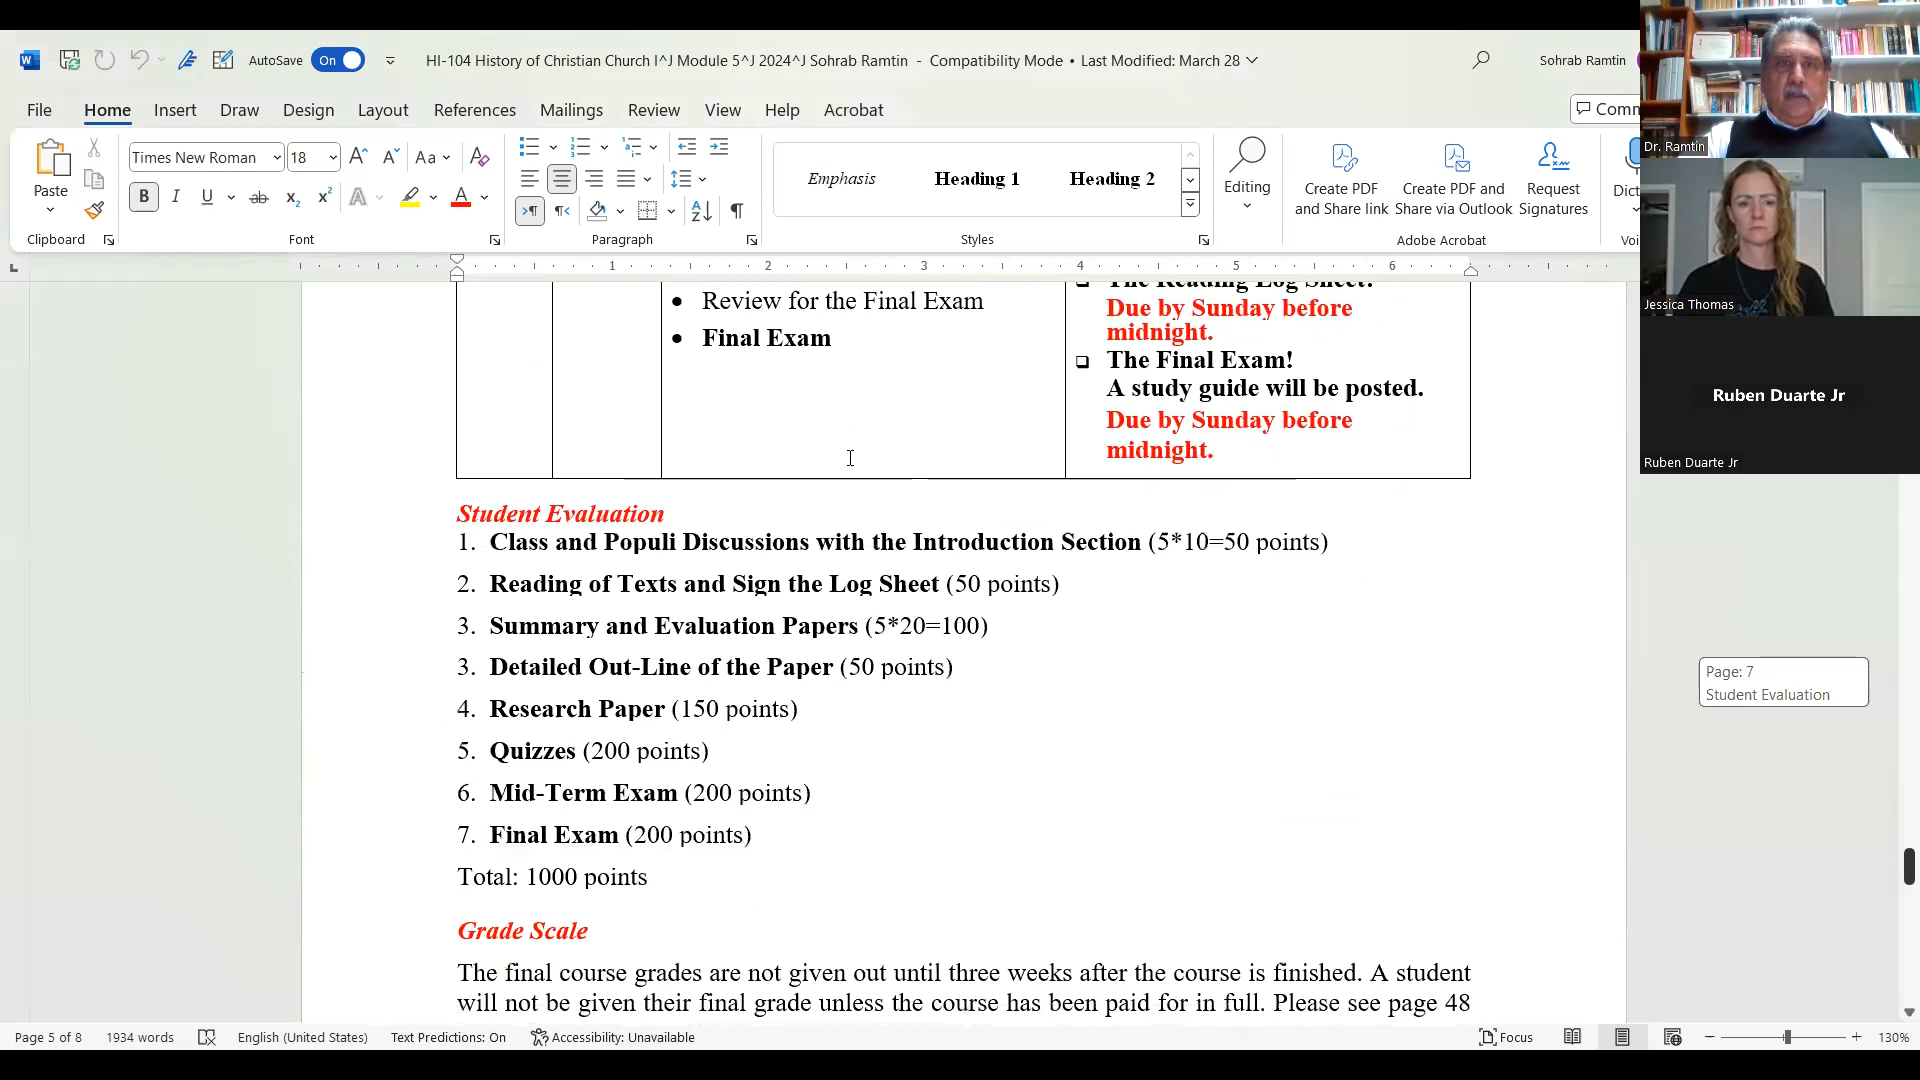 AutoSave On HI-104 History of Christian Church I^J Module 5^J 2024^J Sohrab Ramtin - Compatibility Mode • Last Modified: March 28 Sohrab Ramtin
File Home Insert Draw Design Layout References Mailings Review View Help Acrobat
Times New Roman 18
Paste
Emphasis Heading 1 Heading 2
Editing
Create PDF and Share link
Create PDF and Share via Outlook
Request Signatures
Clipboard Font Paragraph Styles Adobe Acrobat
1 2 3 4 5 6
• Review for the Final Exam
• Final Exam
The Reading Log Sheet!
Due by Sunday before
midnight.
The Final Exam!
A study guide will be posted.
Due by Sunday before
midnight.
Student Evaluation
1. Class and Populi Discussions with the Introduction Section (5*10=50 points)
2. Reading of Texts and Sign the Log Sheet (50 points)
3. Summary and Evaluation Papers (5*20=100)
3. Detailed Out-Line of the Paper (50 points)
4. Research Paper (150 points)
5. Quizzes (200 points)
6. Mid-Term Exam (200 points)
7. Final Exam (200 points)
Total: 1000 points
Grade Scale
The final course grades are not given out until three weeks after the course is finished. A student
will not be given their final grade unless the course has been paid for in full. Please see page 48
Page: 7
Student Evaluation
Page 5 of 8 1934 words English (United States) Text Predictions: On Accessibility: Unavailable Focus 130%
Dr. Ramtin
Jessica Thomas
Ruben Duarte Jr
Ruben Duarte Jr